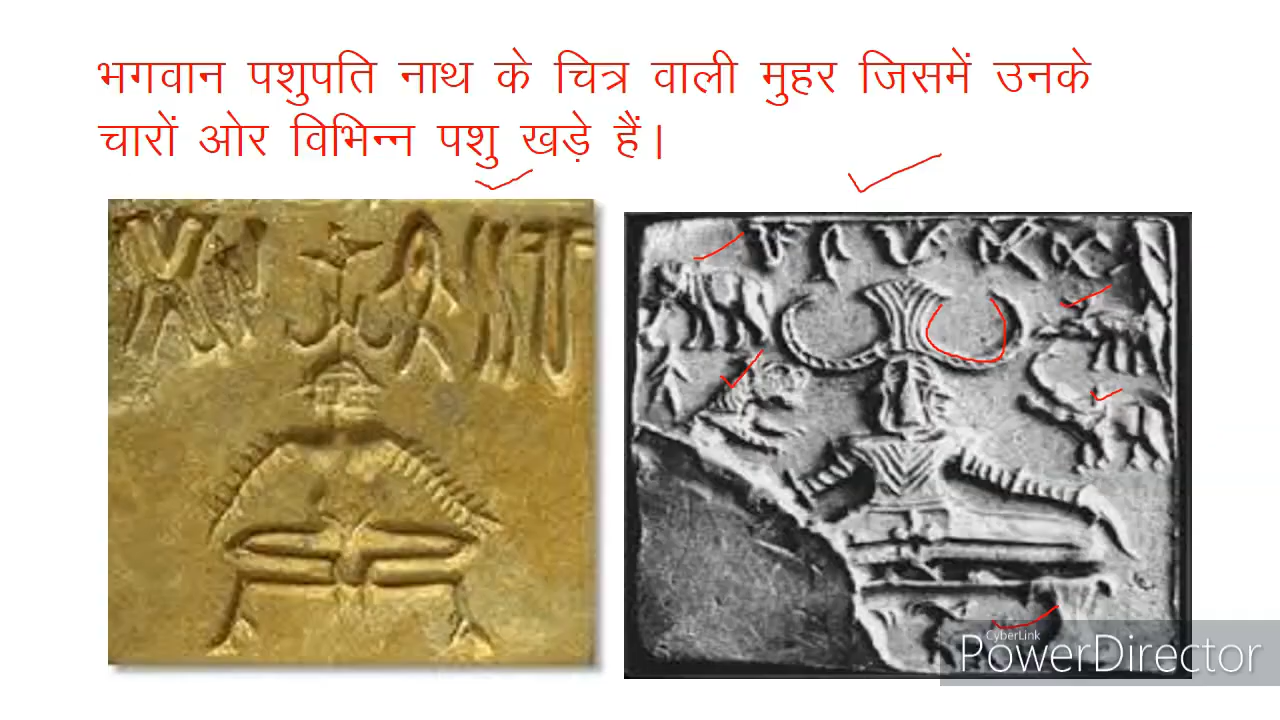 भगवान पशुपति नाथ के चित्र वाली मुहर जिसमें उनके
चारों ओर विभिन्न पशु खड़े हैं।
CyberLink
PowerDirector